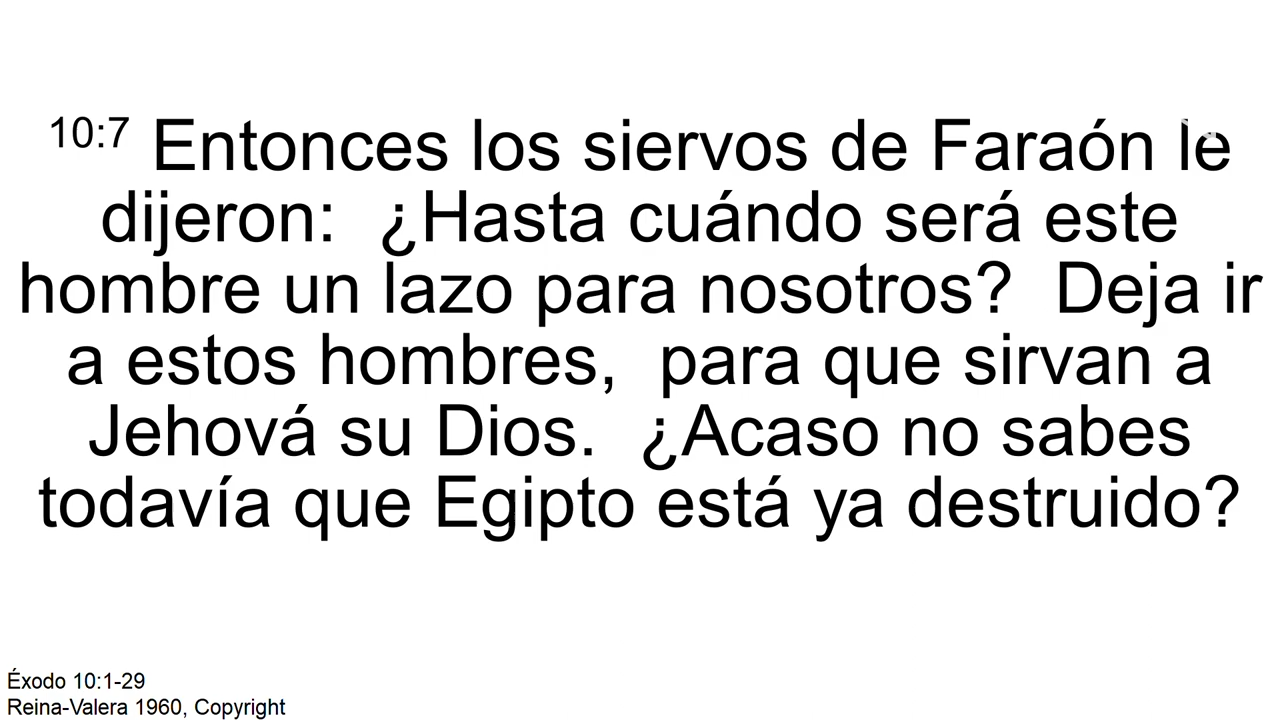 10:7 Entonces los siervos de Faraón le
dijeron: ¿Hasta cuándo será este
hombre un lazo para nosotros? Deja ir
a estos hombres, para que sirvan a
Jehová su Dios. ¿Acaso no sabes
todavía que Egipto está ya destruido?
Éxodo 10:1-29
Reina-Valera 1960, Copyright